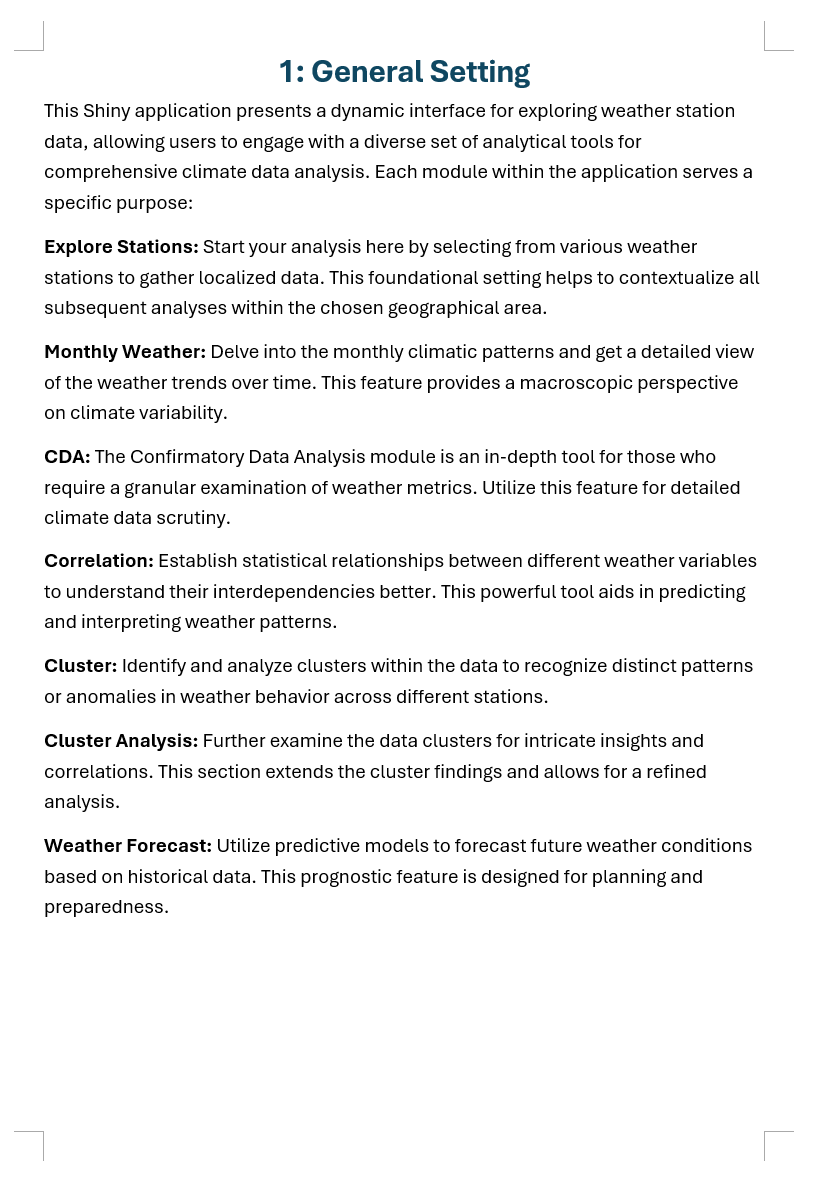 1: General Setting
This Shiny application presents a dynamic interface for exploring weather station
data, allowing users to engage with a diverse set of analytical tools for
comprehensive climate data analysis. Each module within the application serves a
specific purpose:
Explore Stations: Start your analysis here by selecting from various weather
stations to gather localized data. This foundational setting helps to contextualize all
subsequent analyses within the chosen geographical area.
Monthly Weather: Delve into the monthly climatic patterns and get a detailed view
of the weather trends over time. This feature provides a macroscopic perspective
on climate variability.
CDA: The Confirmatory Data Analysis module is an in-depth tool for those who
require a granular examination of weather metrics. Utilize this feature for detailed
climate data scrutiny.
Correlation: Establish statistical relationships between different weather variables
to understand their interdependencies better. This powerful tool aids in predicting
and interpreting weather patterns.
Cluster: Identify and analyze clusters within the data to recognize distinct patterns
or anomalies in weather behavior across different stations.
Cluster Analysis: Further examine the data clusters for intricate insights and
correlations. This section extends the cluster findings and allows for a refined
analysis.
Weather Forecast: Utilize predictive models to forecast future weather conditions
based on historical data. This prognostic feature is designed for planning and
preparedness.